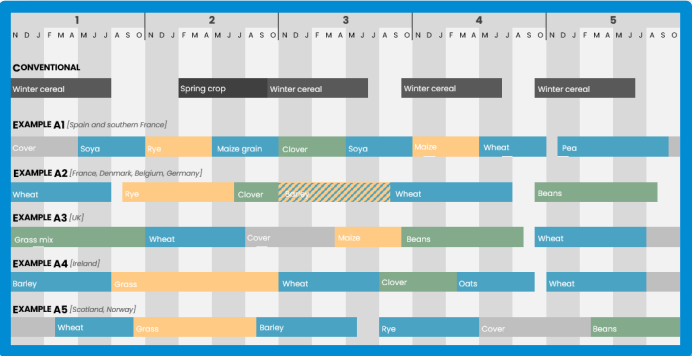 1 2 3 4 5
N D J F M A M J J A S O N D J F M A M J J A S O N D J F M A M J J A S O N D J F M A M J J A S O N D J F M A M J J A S O
CONVENTIONAL
Winter cereal Spring crop Winter cereal Winter cereal Winter cereal
EXAMPLE A1 [Spain and southern France]
Cover Soya Rye Maize grain Clover Soya Maize Wheat Pea
EXAMPLE A2 [France, Denmark, Belgium, Germany]
Wheat Rye Clover Barley Wheat Beans
EXAMPLE A3 [UK]
Grass mix Wheat Cover Maize Beans Wheat
EXAMPLE A4 [Ireland]
Barley Grass Wheat Clover Oats Wheat
EXAMPLE A5 [Scotland, Norway]
Wheat Grass Barley Rye Cover Beans